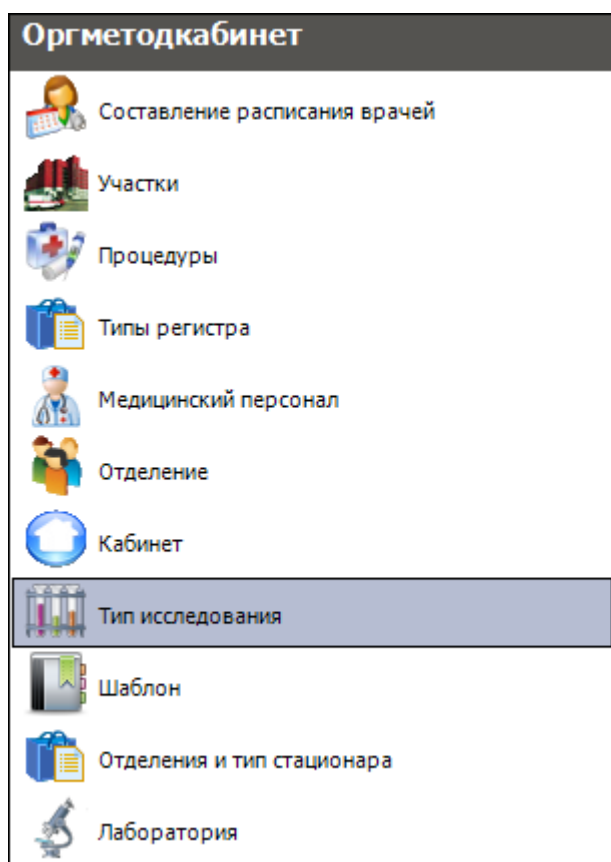 Оргметодкабинет
Составление расписания врачей
Участки
Процедуры
Типы регистра
Медицинский персонал
Отделение
Кабинет
Тип исследования
Шаблон
Отделения и тип стационара
Лаборатория